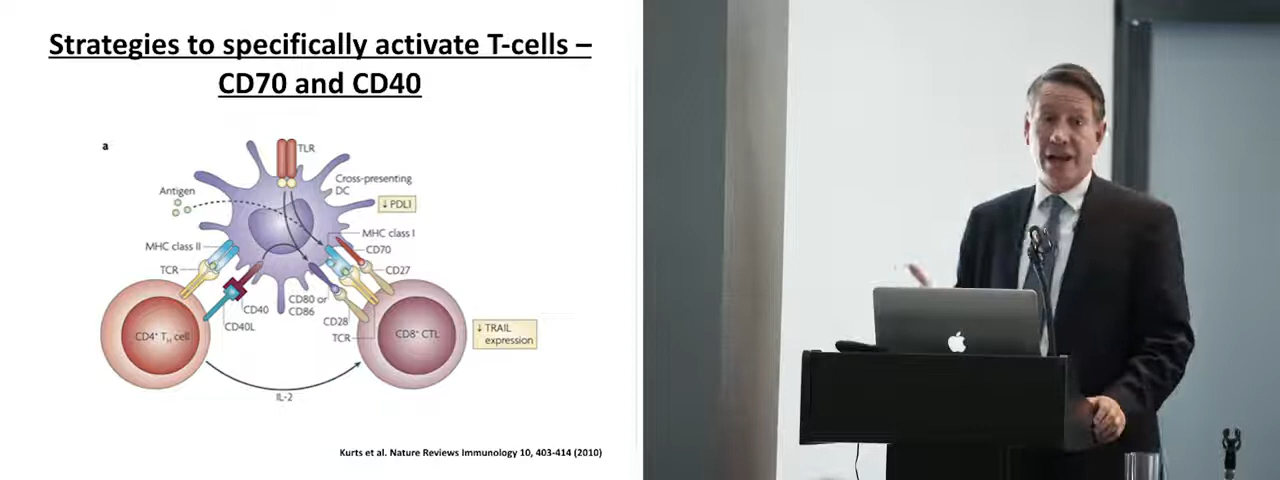 Strategies to specifically activate T-cells –
CD70 and CD40
a
TLR
Cross-presenting
DC
Antigen
↓ PDL1
MHC class I
MHC class II
CD70
TCR
CD27
CD80 or
CD86
CD40
CD40L
CD28
TCR
CD4⁺ T_H cell
CD8⁺ CTL
↓ TRAIL
expression
IL-2
Kurts et al. Nature Reviews Immunology 10, 403-414 (2010)